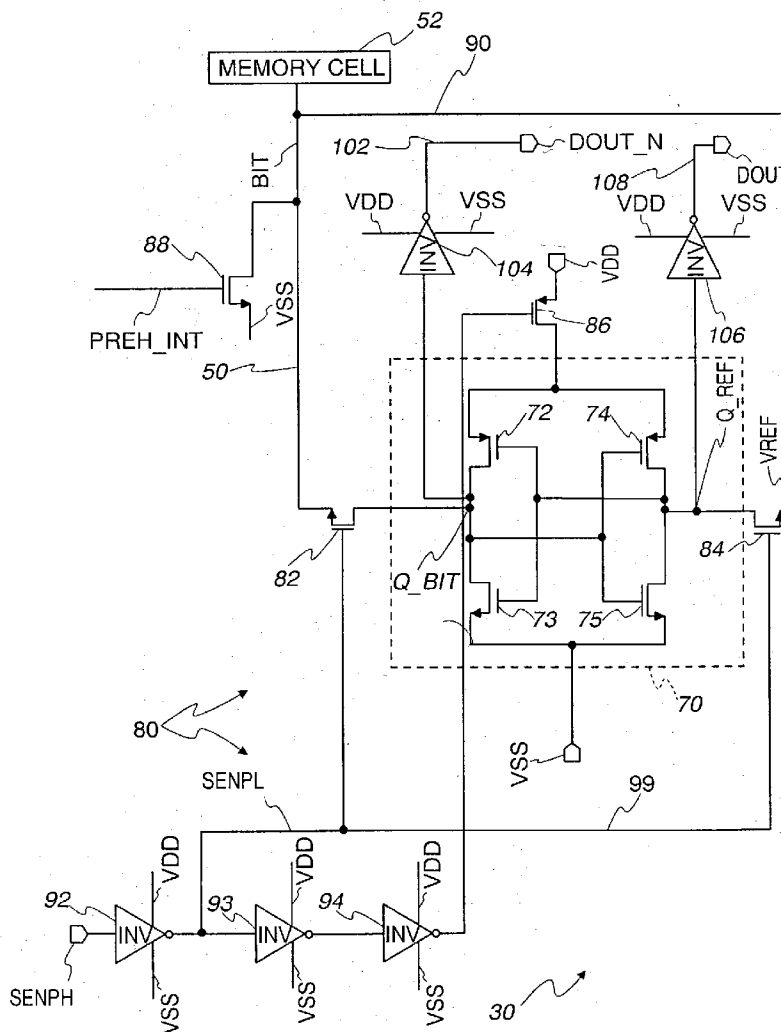 52
MEMORY CELL
90
BIT
102
DOUT_N
108
DOUT
VDD
VSS
VDD
VSS
88
INV
104
VDD
INV
106
PREH_INT
VSS
86
50
72
74
Q_REF
VREF
82
Q_BIT
84
73
75
80
70
VSS
SENPL
99
92
VDD
93
VDD
94
VDD
INV
INV
INV
SENPH
VSS
VSS
VSS
30